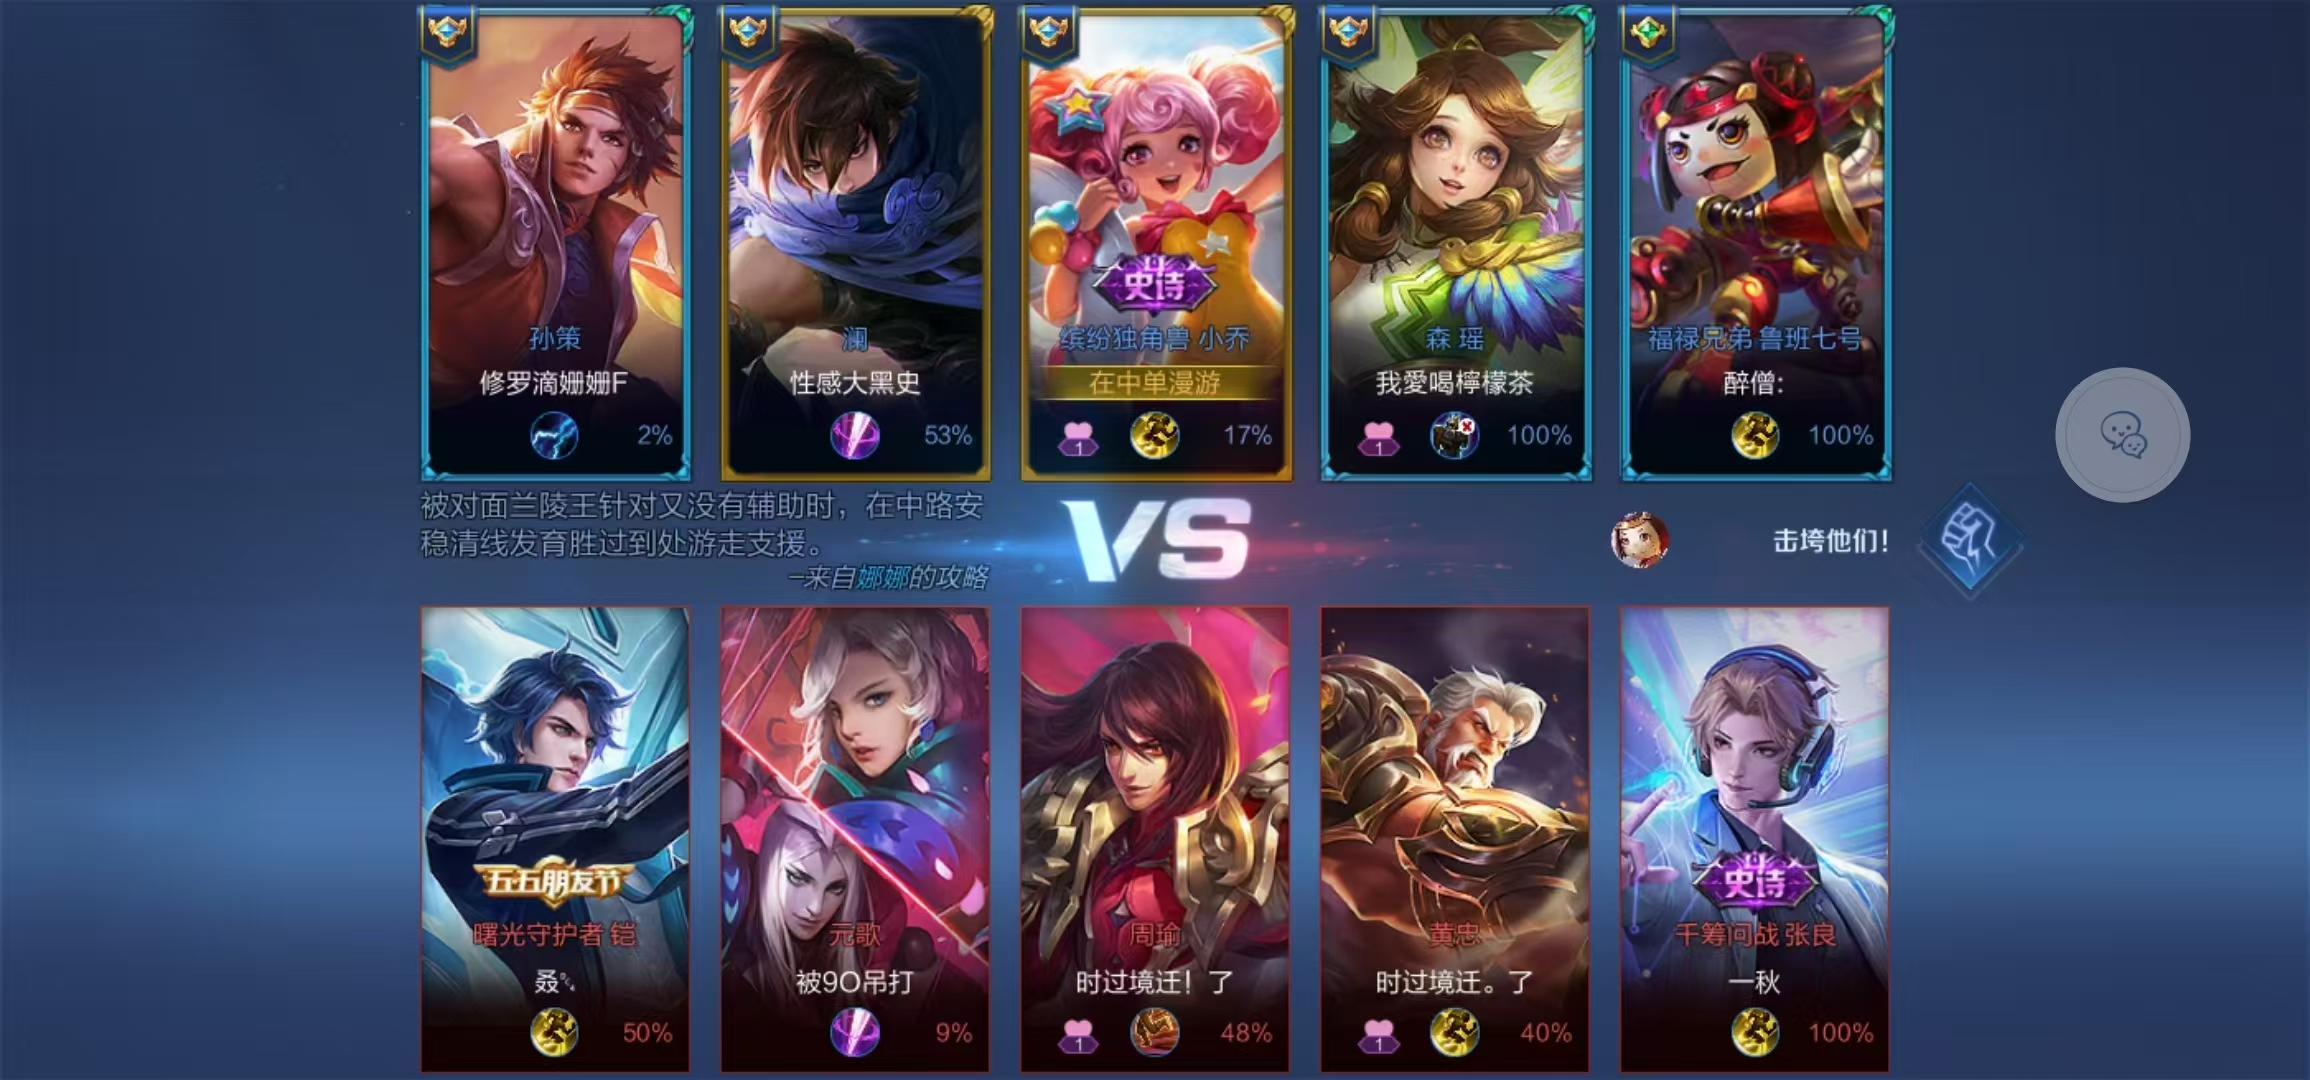 史诗
孙策
澜
缤纷独角兽 小乔
森 瑶
福禄兄弟 鲁班七号
修罗滴姗姗F
性感大黑史
在中单漫游
我愛喝檸檬茶
醉僧:
2%
53%
1
17%
1
100%
100%
被对面兰陵王针对又没有辅助时，在中路安
稳清线发育胜过到处游走支援。
—来自娜娜的攻略
VS
击垮他们！
五五朋友节
史诗
曙光守护者 铠
元歌
周瑜
黄忠
千筹问战 张良
叒
被9O吊打
时过境迁！了
时过境迁。了
一秋
50%
9%
1
48%
1
40%
100%